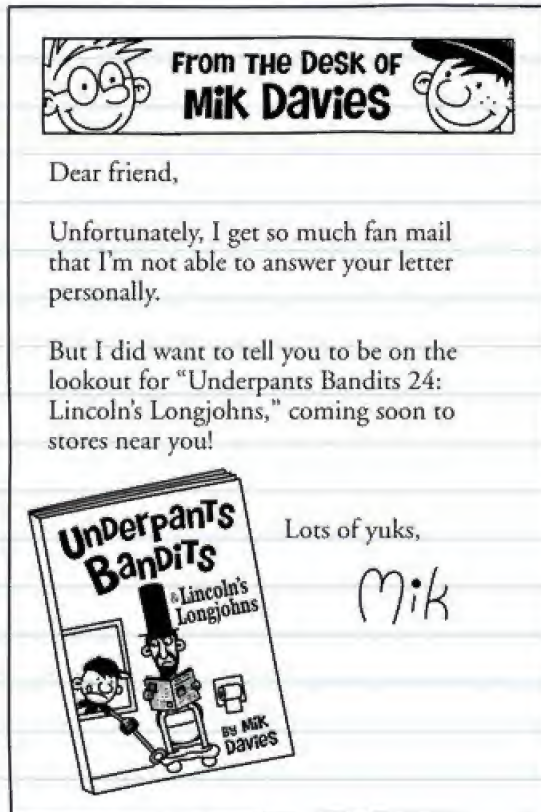 FROM THE DESK OF
MiK Davies
Dear friend,
Unfortunately, I get so much fan mail
that I'm not able to answer your letter
personally.
But I did want to tell you to be on the
lookout for “Underpants Bandits 24:
Lincoln's Longjohns,” coming soon to
stores near you!
UnDerpanTs
BanDiTs
& Lincoln's
Longjohns
By MiK
Davies
Lots of yuks,
Mik